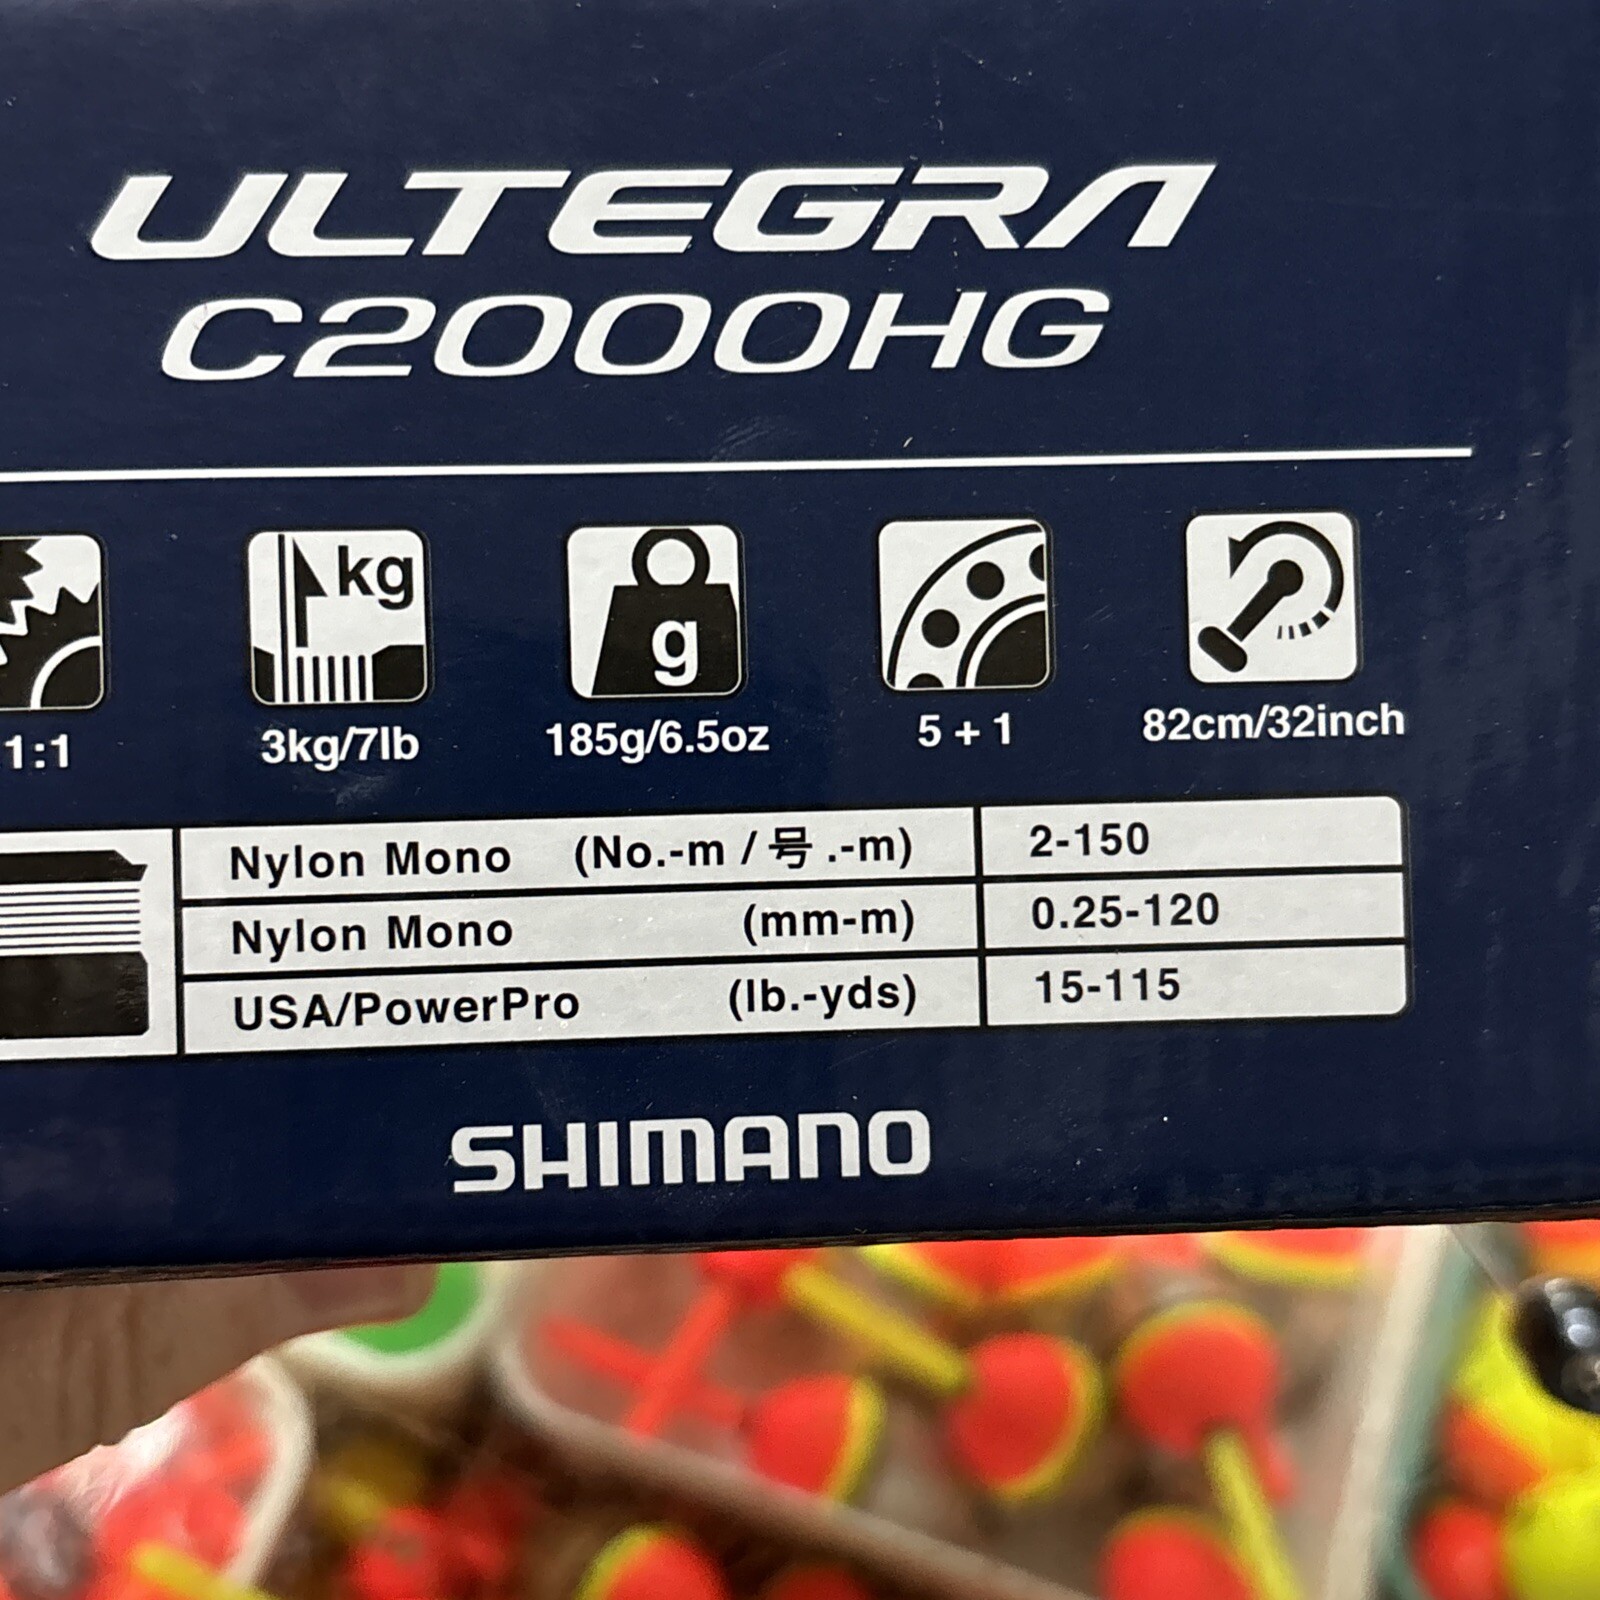 ULTEGRA
C2000HG
kg
g
1:1
3kg/7lb
185g/6.5oz
5 + 1
82cm/32inch
Nylon Mono (No.-m / 号 .-m) 2-150
Nylon Mono (mm-m) 0.25-120
USA/PowerPro (lb.-yds) 15-115
SHIMANO